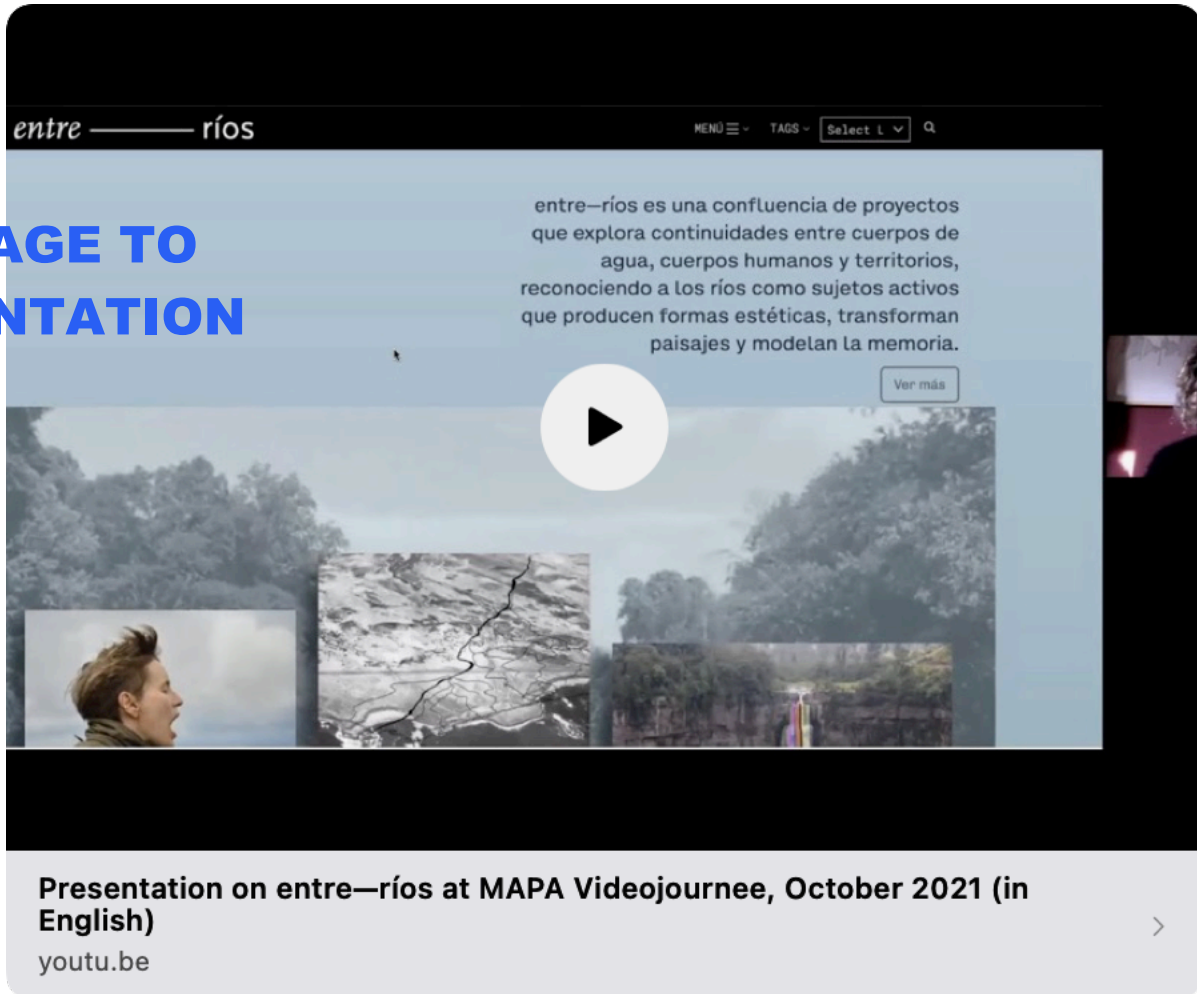 entre —— ríos
MENÚ TAGS Select L
entre—ríos es una confluencia de proyectos
que explora continuidades entre cuerpos de
agua, cuerpos humanos y territorios,
reconociendo a los ríos como sujetos activos
que producen formas estéticas, transforman
paisajes y modelan la memoria.
Ver más
AGE TO
NTATION
Presentation on entre—ríos at MAPA Videojournee, October 2021 (in
English)
youtu.be